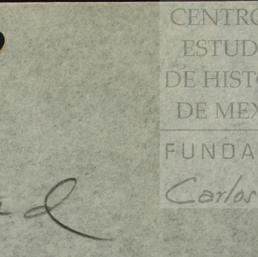 CENTRO
ESTUD
DE HISTO
DE MEX
FUNDA
Carlos